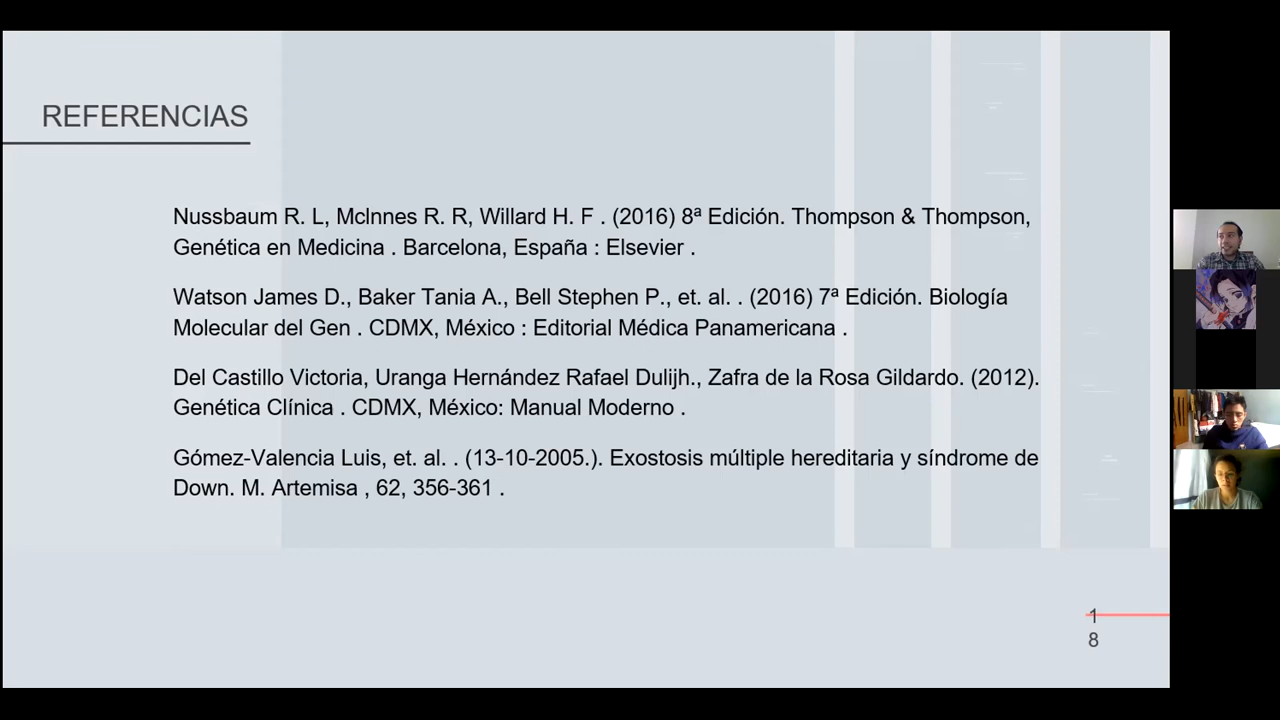 REFERENCIAS
Nussbaum R. L, McInnes R. R, Willard H. F . (2016) 8ª Edición. Thompson & Thompson,
Genética en Medicina . Barcelona, España : Elsevier .
Watson James D., Baker Tania A., Bell Stephen P., et. al. . (2016) 7ª Edición. Biología
Molecular del Gen . CDMX, México : Editorial Médica Panamericana .
Del Castillo Victoria, Uranga Hernández Rafael Dulijh., Zafra de la Rosa Gildardo. (2012).
Genética Clínica . CDMX, México: Manual Moderno .
Gómez-Valencia Luis, et. al. . (13-10-2005.). Exostosis múltiple hereditaria y síndrome de
Down. M. Artemisa , 62, 356-361 .
1
8